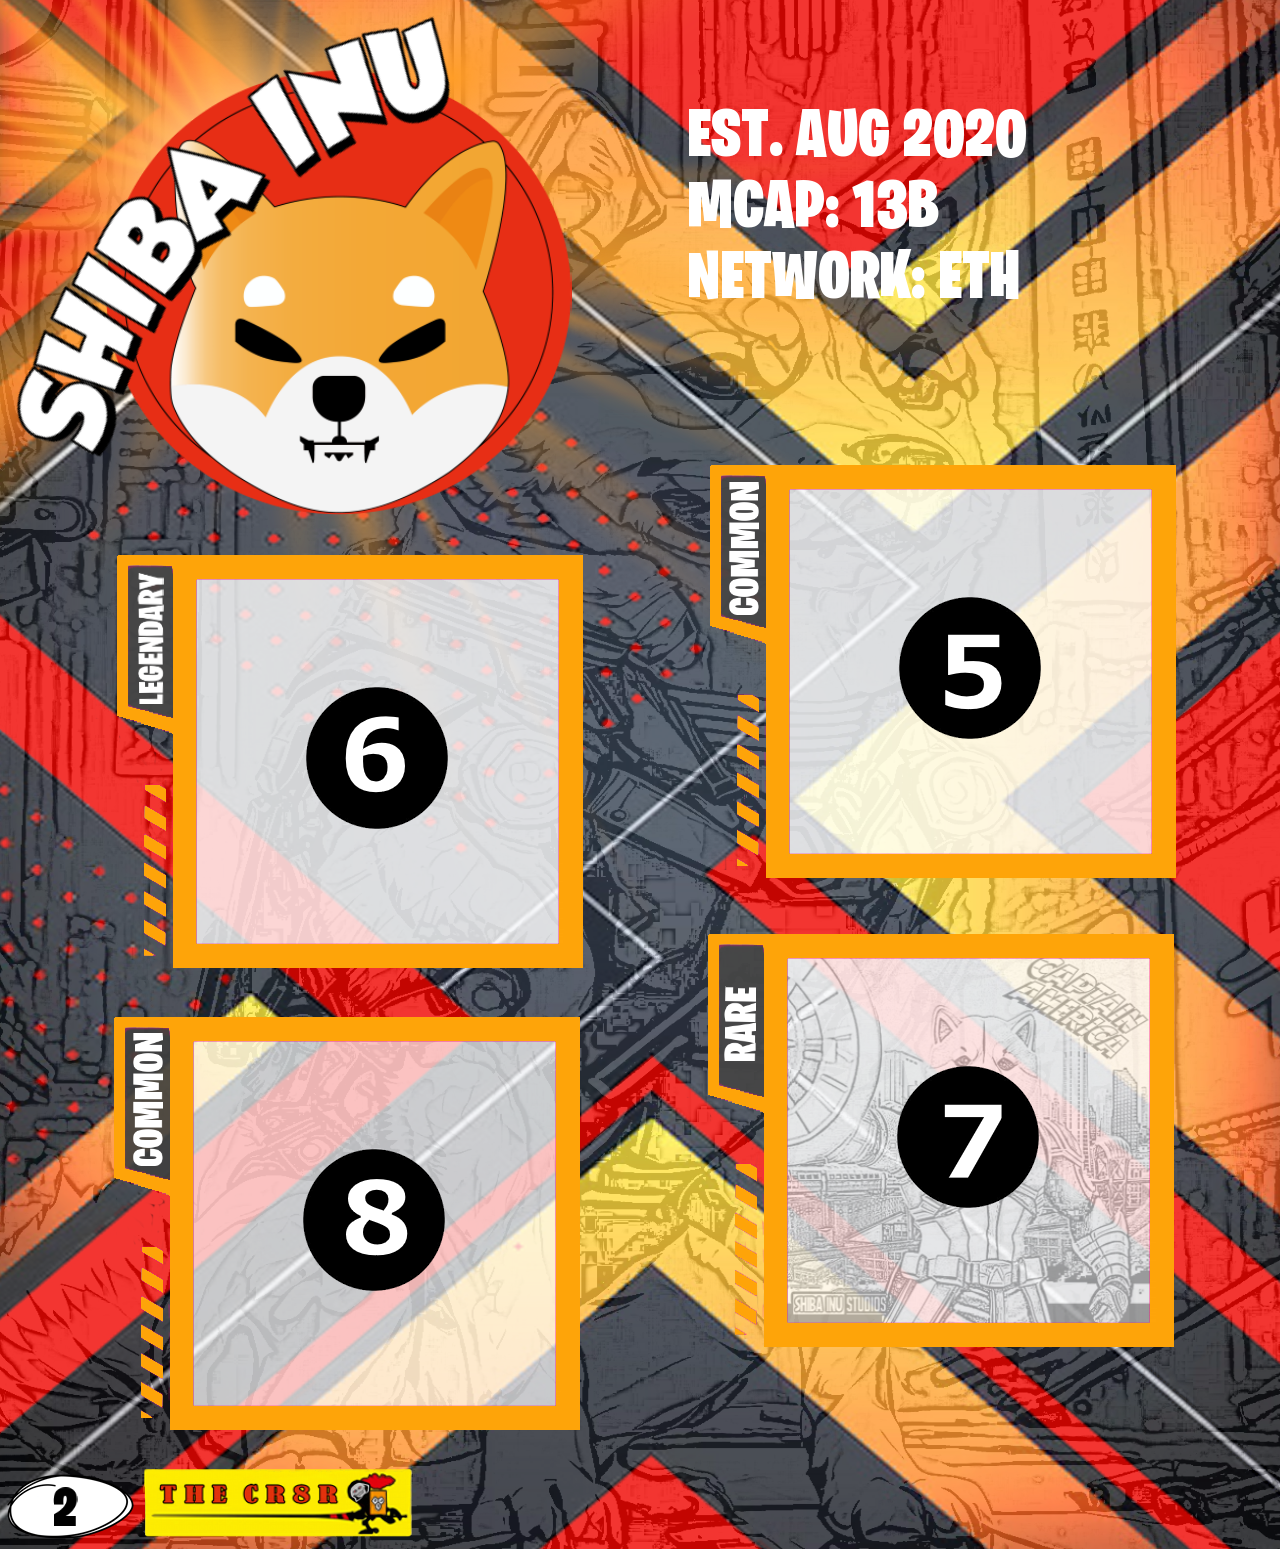 SHIBA INU
EST. AUG 2020
MCAP: 13B
NETWORK: ETH
COMMON
5
LEGENDARY
6
RARE
CAPTAIN
AMERICA
7
SHIBA INU STUDIOS
COMMON
8
2
THE CR8R